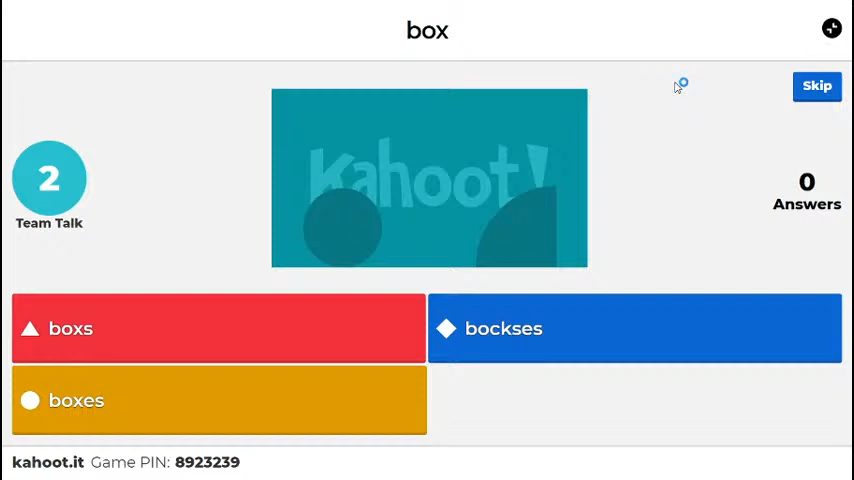 box
Skip
Kahoot!
2
Team Talk
0
Answers
boxs
bockses
boxes
kahoot.it Game PIN: 8923239